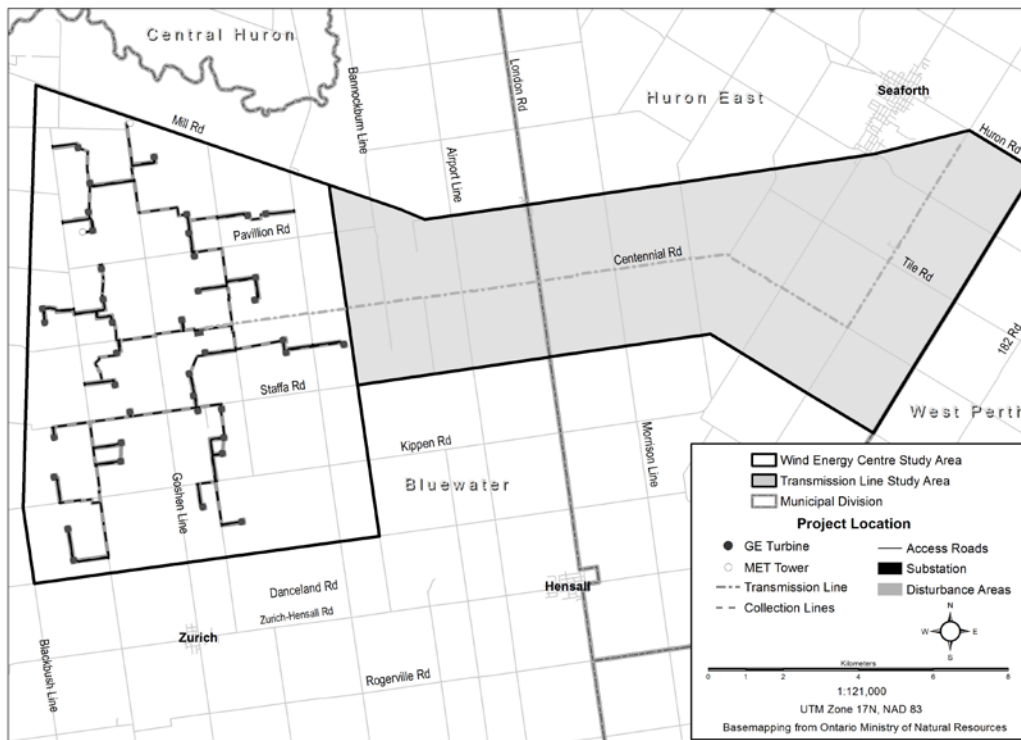 Central Huron
Mill Rd
Bannockburn Line
Airport Line
London Rd
Huron East
Seaforth
Huron Rd
Pavillion Rd
Centennial Rd
Tile Rd
182 Rd
Staffa Rd
West Perth
Kippen Rd
Morrison Line
Bluewater
Goshen Line
Danceland Rd
Hensall
Zurich-Hensall Rd
Zurich
Blackbush Line
Rogerville Rd
Wind Energy Centre Study Area
Transmission Line Study Area
Municipal Division
Project Location
GE Turbine
MET Tower
Transmission Line
Collection Lines
Access Roads
Substation
Disturbance Areas
N
W E
S
Kilometers
0 1 2 4 6 8
1:121,000
UTM Zone 17N, NAD 83
Basemapping from Ontario Ministry of Natural Resources